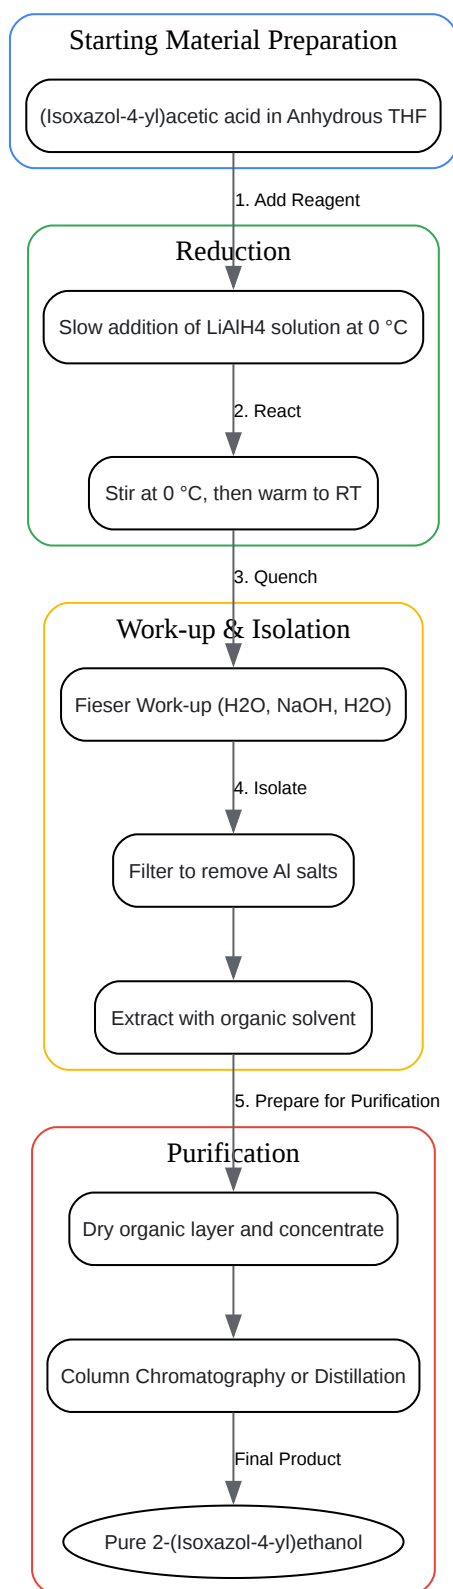 Starting Material Preparation
(Isoxazol-4-yl)acetic acid in Anhydrous THF
1. Add Reagent
Reduction
Slow addition of LiAlH4 solution at 0 °C
2. React
Stir at 0 °C, then warm to RT
3. Quench
Work-up & Isolation
Fieser Work-up (H2O, NaOH, H2O)
4. Isolate
Filter to remove Al salts
Extract with organic solvent
5. Prepare for Purification
Purification
Dry organic layer and concentrate
Column Chromatography or Distillation
Final Product
Pure 2-(Isoxazol-4-yl)ethanol